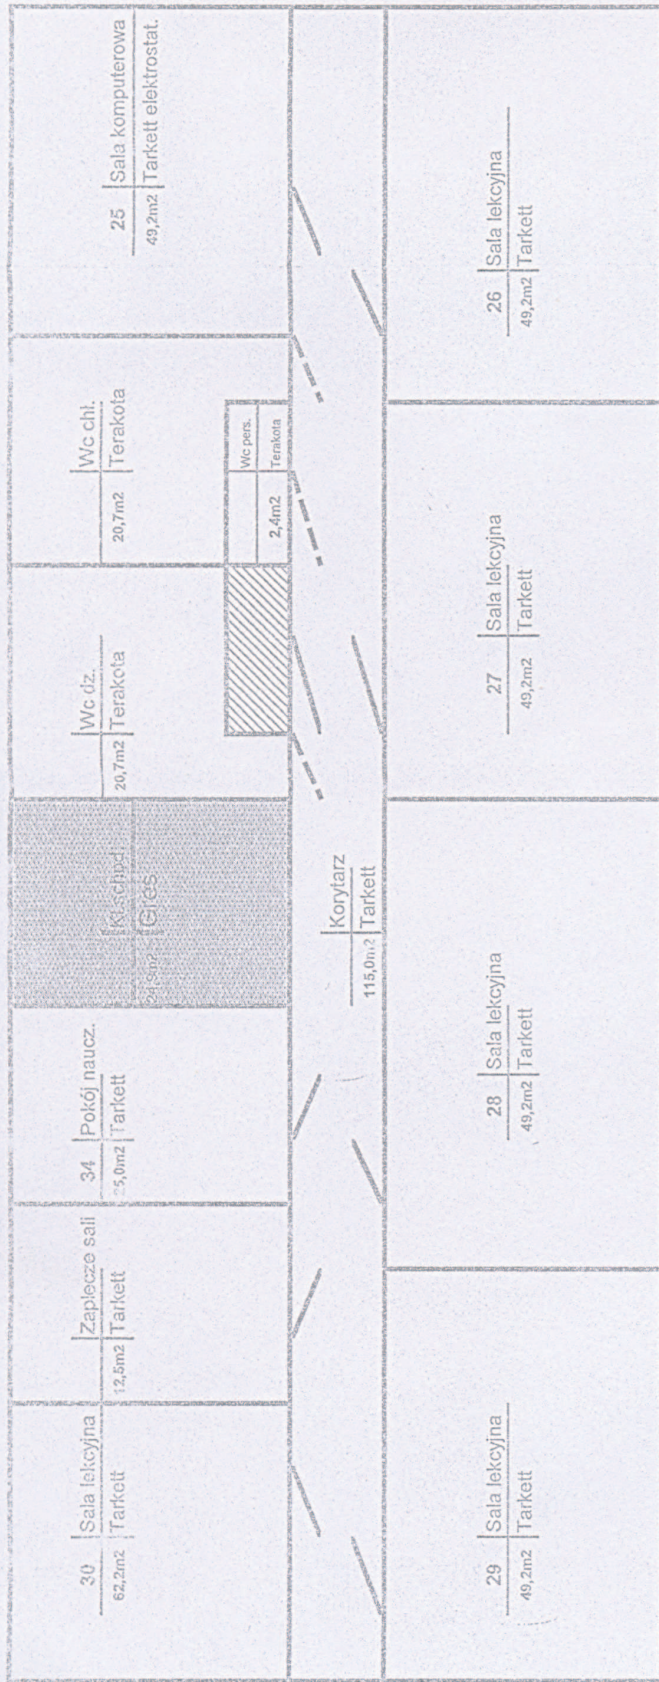 30 Sala lekcyjna
62,2m2 Tarkett
Zaplecze sali
12,5m2 Tarkett
34 Pokój naucz.
25,0m2 Tarkett
Kl.schod.
Gres
Wc dz.
20,7m2 Terakota
Wc chł.
20,7m2 Terakota
Wc pers.
2,4m2 Terakota
25 Sala komputerowa
49,2m2 Tarkett elektrostat.
Korytarz
115,0m2 Tarkett
29 Sala lekcyjna
49,2m2 Tarkett
28 Sala lekcyjna
49,2m2 Tarkett
27 Sala lekcyjna
49,2m2 Tarkett
26 Sala lekcyjna
49,2m2 Tarkett